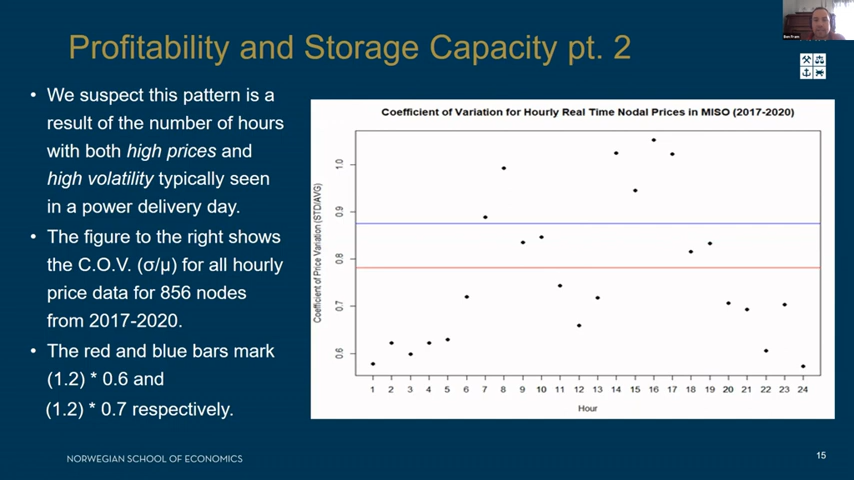 Profitability and Storage Capacity pt. 2
• We suspect this pattern is a
result of the number of hours
with both high prices and
high volatility typically seen
in a power delivery day.
• The figure to the right shows
the C.O.V. (σ/μ) for all hourly
price data for 856 nodes
from 2017-2020.
• The red and blue bars mark
(1.2) * 0.6 and
(1.2) * 0.7 respectively.
Coefficient of Variation for Hourly Real Time Nodal Prices in MISO (2017-2020)
Coefficient of Price Variation (STD/AVG)
1.0
0.9
0.8
0.7
0.6
1 2 3 4 5 6 7 8 9 10 11 12 13 14 15 16 17 18 19 20 21 22 23 24
Hour
NORWEGIAN SCHOOL OF ECONOMICS
15